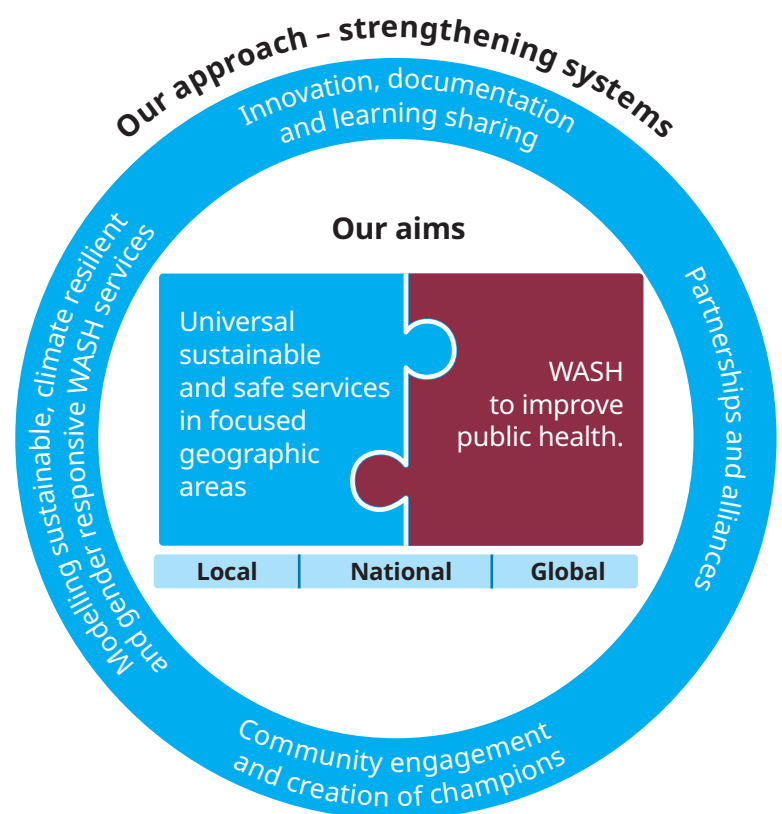 Our approach – strengthening systems
Innovation, documentation
and learning sharing
Partnerships and alliances
Community engagement
and creation of champions
Modelling sustainable, climate resilient
and gender responsive WASH services
Our aims
Universal
sustainable
and safe services
in focused
geographic
areas
WASH
to improve
public health.
Local
National
Global